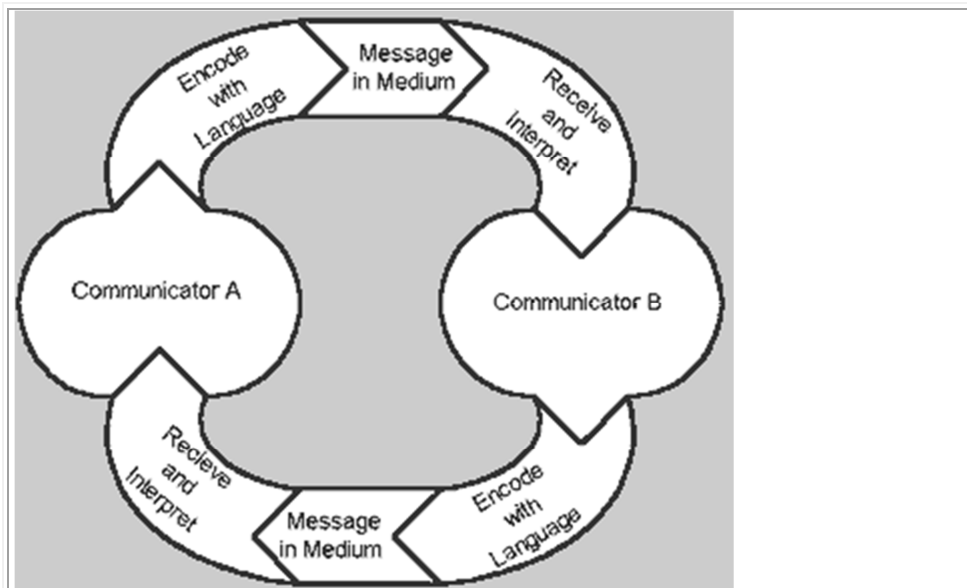 Encode
with
Language
Message
in Medium
Receive
and
Interpret
Communicator A
Communicator B
Recieve
and
Interpret
Message
in Medium
Encode
with
Language